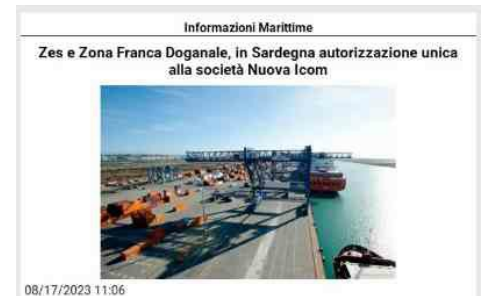 Informazioni Marittime
Zes e Zona Franca Doganale, in Sardegna autorizzazione unica
alla società Nuova Icom
08/17/2023 11:06